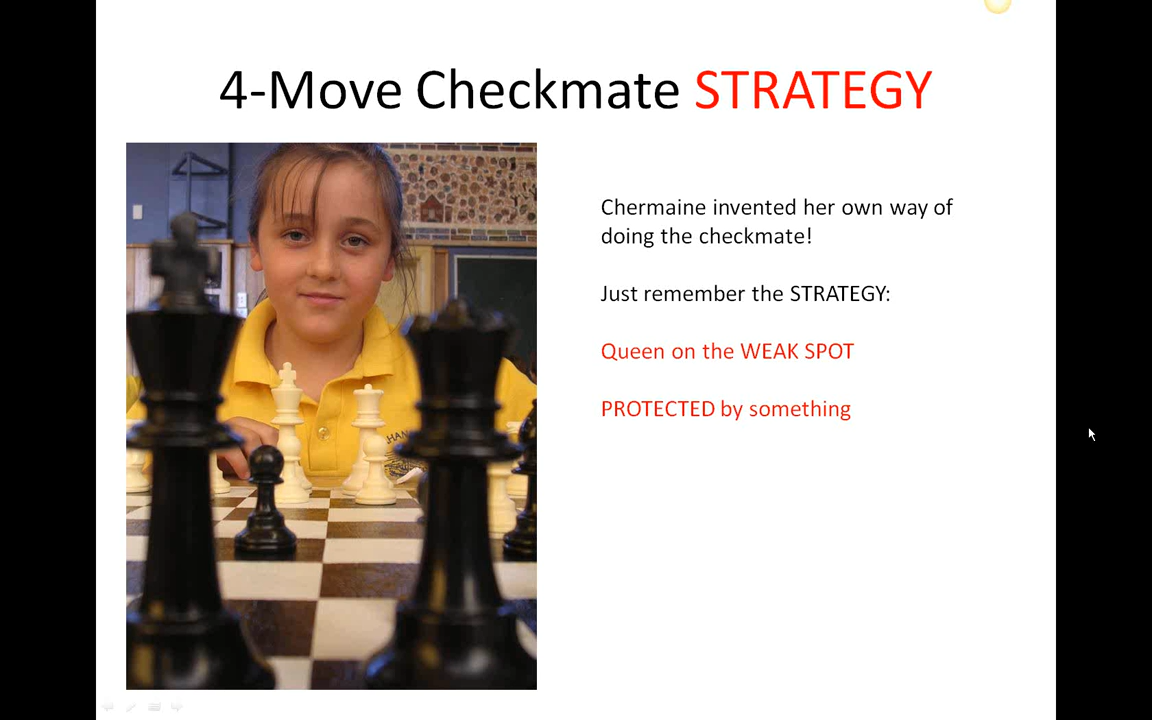 4-Move Checkmate STRATEGY
Chermaine invented her own way of
doing the checkmate!
Just remember the STRATEGY:
Queen on the WEAK SPOT
PROTECTED by something